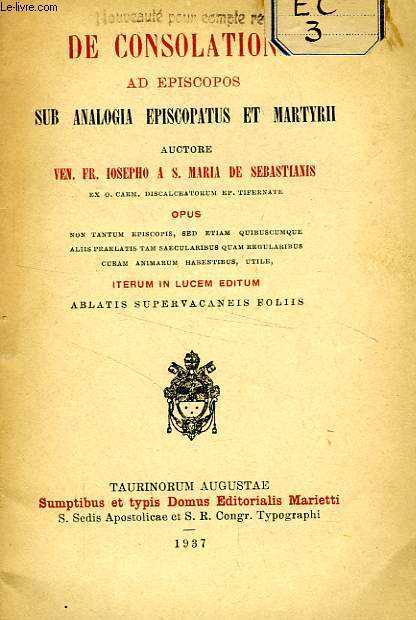 Le-livre.com
Nouveauté pour compte
EC
3
DE CONSOLATION
AD EPISCOPOS
SUB ANALOGIA EPISCOPATUS ET MARTYRII
AUCTORE
VEN. FR. IOSEPHO A S. MARIA DE SEBASTIANIS
EX O. CARM. DISCALCEATORUM EP. TIFERNATE
OPUS
NON TANTUM EPISCOPIS, SED ETIAM QUIBUSCUMQUE
ALIIS PRAELATIS TAM SAECULARIBUS QUAM REGULARIBUS
CURAM ANIMARUM HABENTIBUS, UTILE,
ITERUM IN LUCEM EDITUM
ABLATIS SUPERVACANEIS FOLIIS
TAURINORUM AUGUSTAE
Sumptibus et typis Domus Editorialis Marietti
S. Sedis Apostolicae et S. R. Congr. Typographi
1937